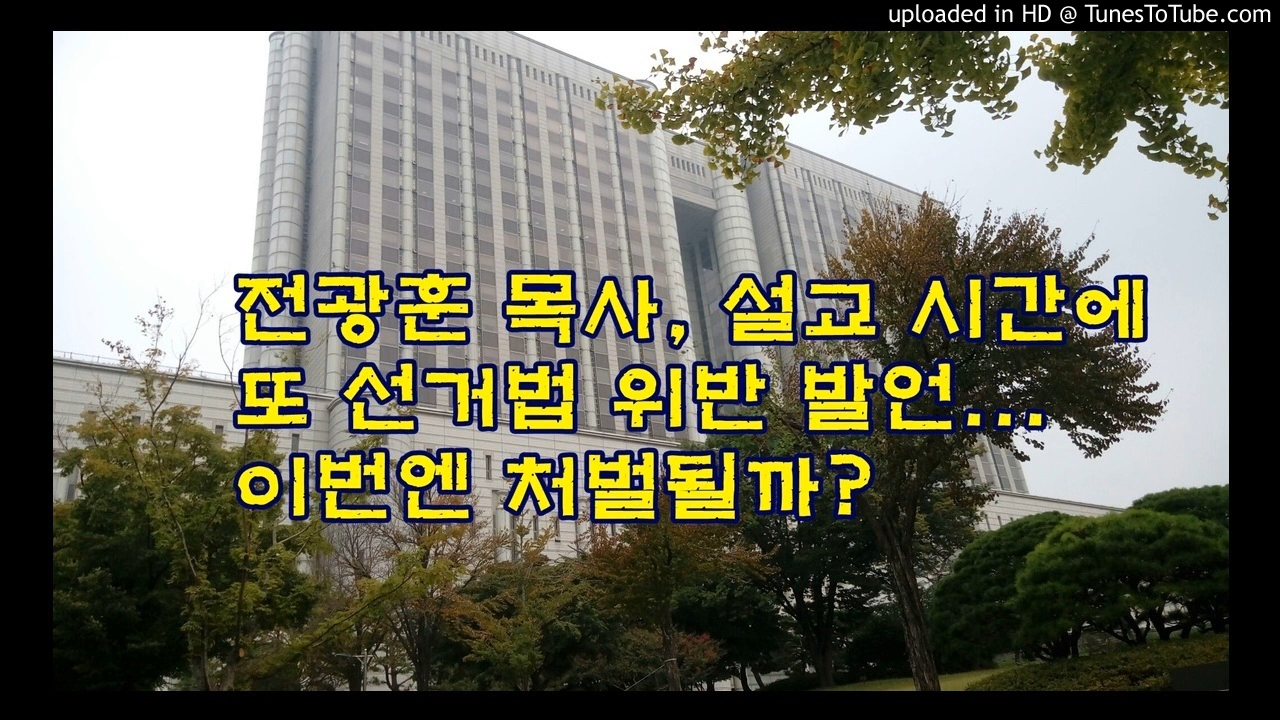 uploaded in HD @ TunesToTube.com
전광훈 목사, 설교 시간에
또 선거법 위반 발언...
이번엔 처벌될까?